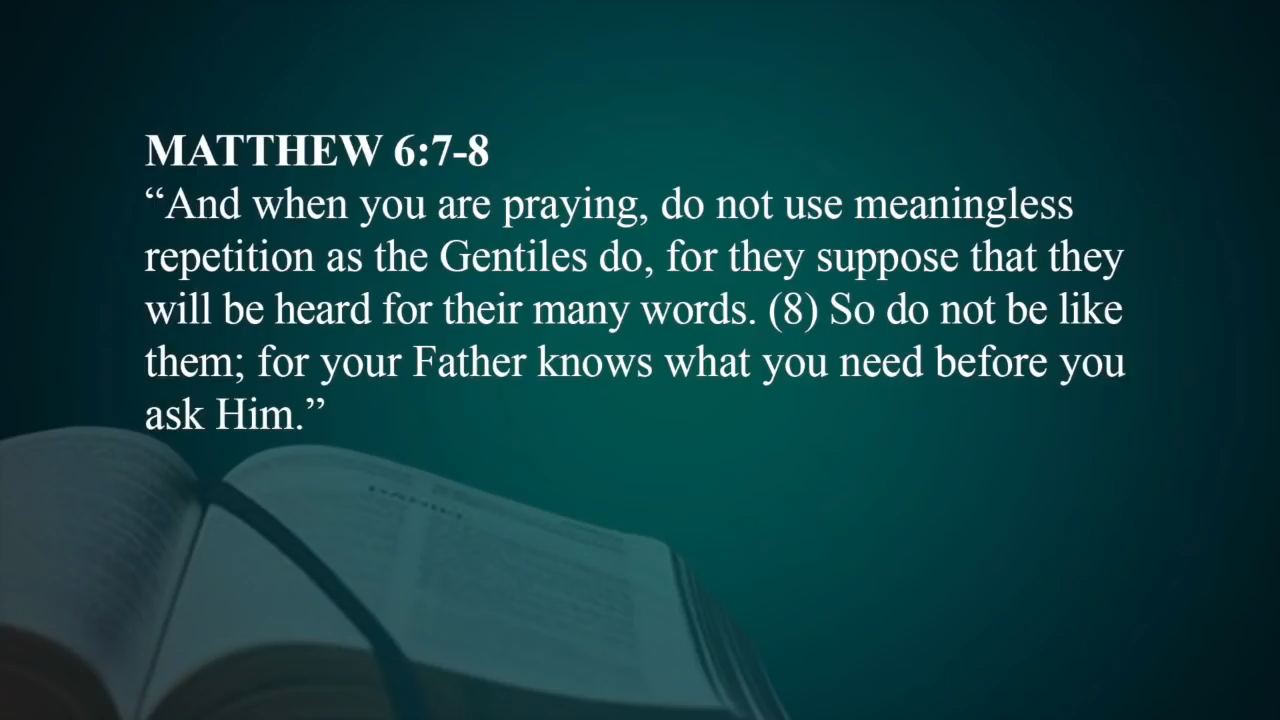 MATTHEW 6:7-8
“And when you are praying, do not use meaningless
repetition as the Gentiles do, for they suppose that they
will be heard for their many words. (8) So do not be like
them; for your Father knows what you need before you
ask Him.”
DANIEL